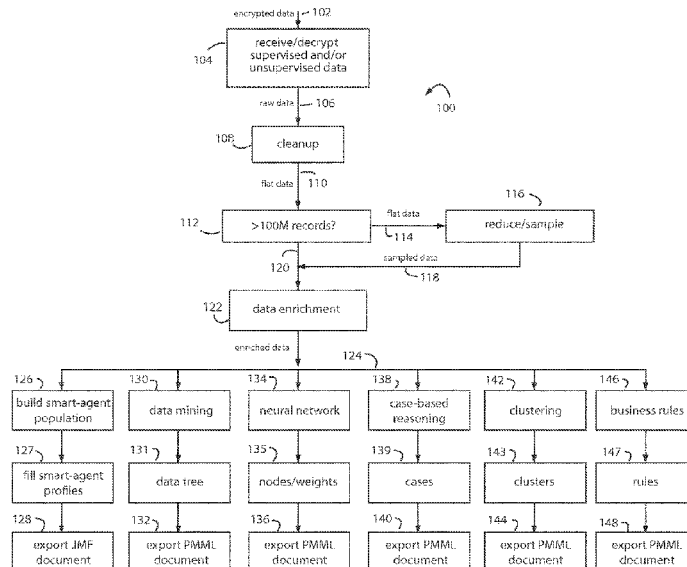 encrypted data
102
104
receive/decrypt
supervised and/or
unsupervised data
raw data
106
100
108
cleanup
flat data
110
116
112
>100M records?
flat data
114
reduce/sample
120
sampled data
118
122
data enrichment
enriched data
124
126
130
134
138
142
146
build smart-agent
population
data mining
neural network
case-based
reasoning
clustering
business rules
127
131
135
139
143
147
fill smart-agent
profiles
data tree
nodes/weights
cases
clusters
rules
128
132
136
140
144
148
export JMF
document
export PMML
document
export PMML
document
export PMML
document
export PMML
document
export PMML
document